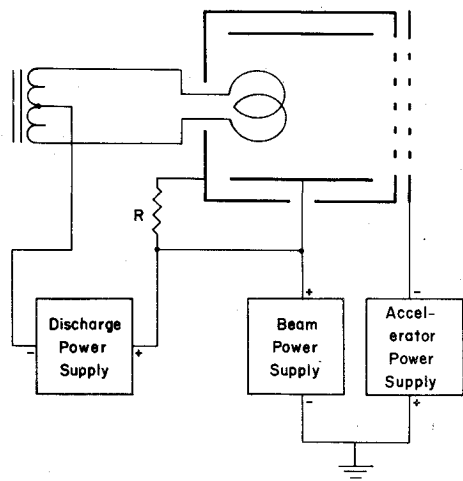 R
Discharge
Power
Supply
-
+
+
Beam
Power
Supply
-
-
Accel-
erator
Power
Supply
+